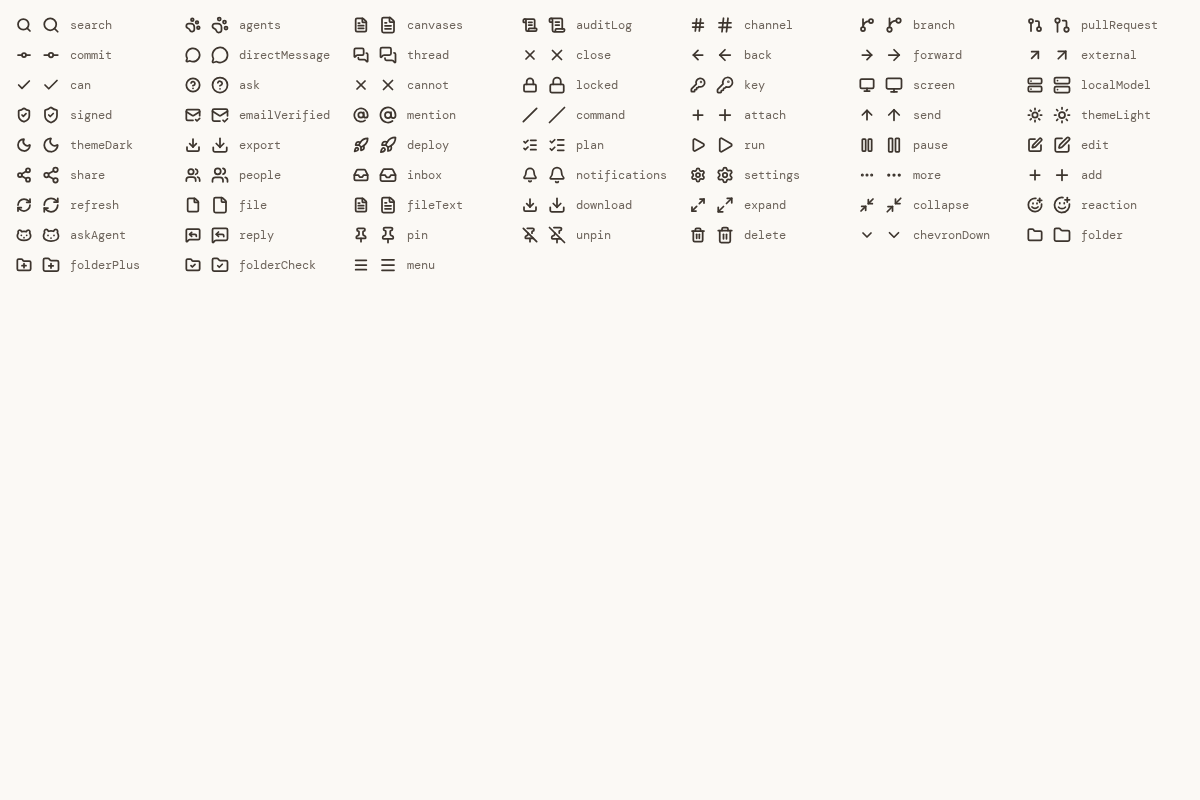 search agents canvases auditLog channel branch pullRequest
commit directMessage thread close back forward external
can ask cannot locked key screen localModel
signed emailVerified mention command attach send themeLight
themeDark export deploy plan run pause edit
share people inbox notifications settings more add
refresh file fileText download expand collapse reaction
askAgent reply pin unpin delete chevronDown folder
folderPlus folderCheck menu